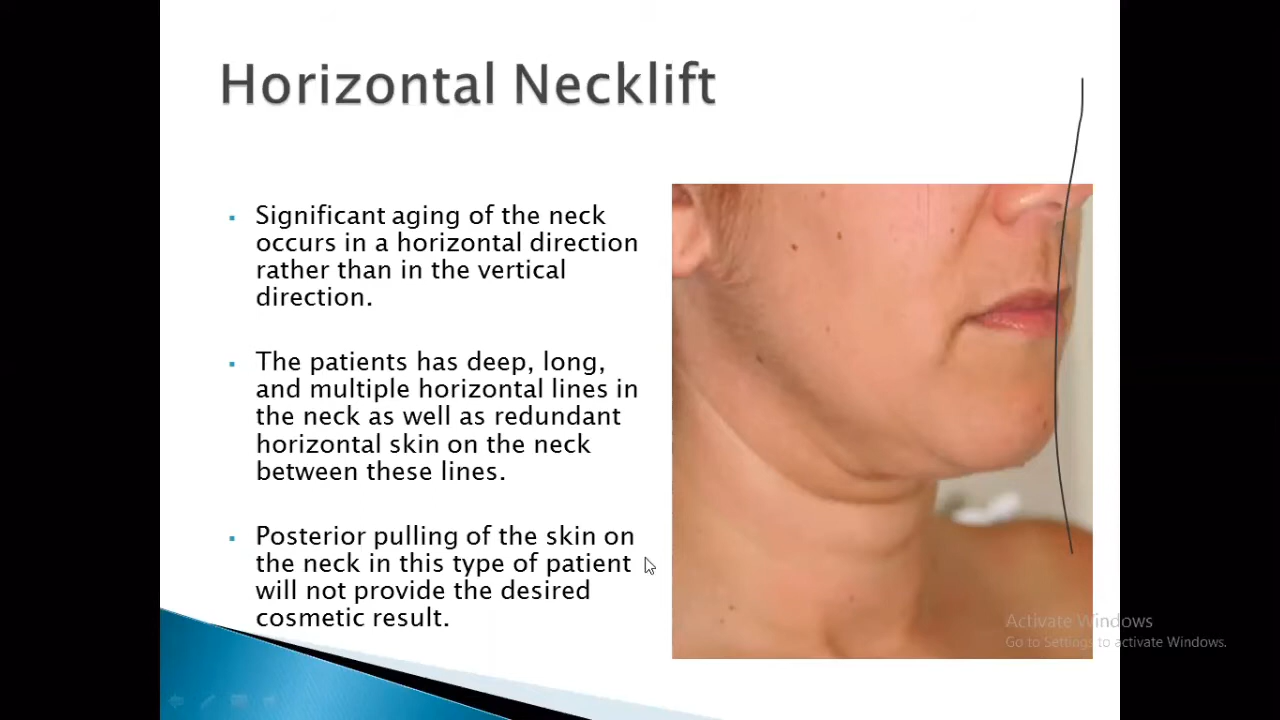 Horizontal Necklift
▪ Significant aging of the neck
occurs in a horizontal direction
rather than in the vertical
direction.
▪ The patients has deep, long,
and multiple horizontal lines in
the neck as well as redundant
horizontal skin on the neck
between these lines.
▪ Posterior pulling of the skin on
the neck in this type of patient
will not provide the desired
cosmetic result.
Activate Windows
Go to Settings to activate Windows.